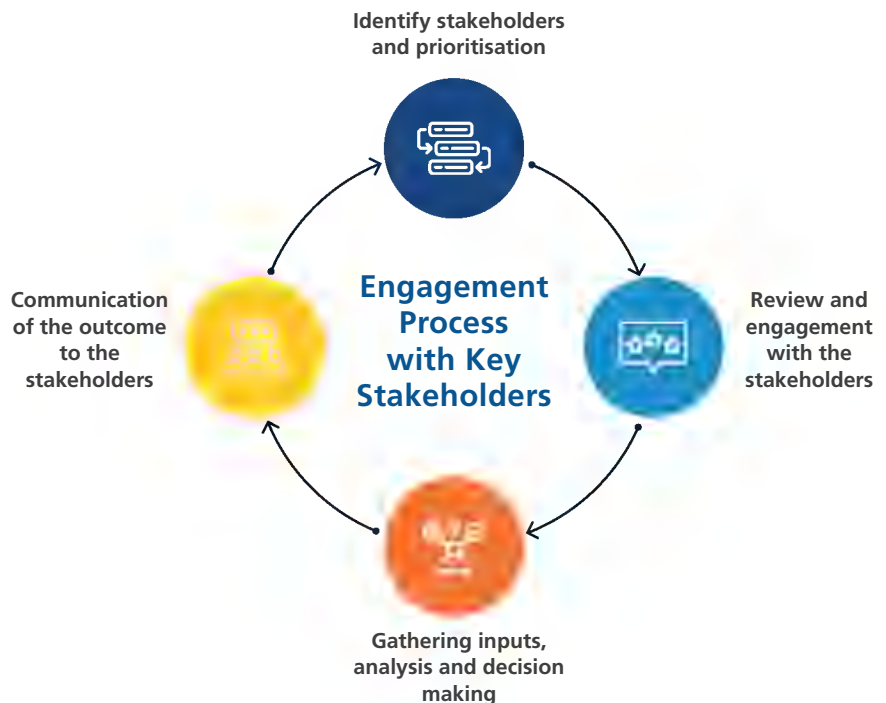 Identify stakeholders
and prioritisation
Engagement
Process
with Key
Stakeholders
Review and
engagement
with the
stakeholders
Gathering inputs,
analysis and decision
making
Communication
of the outcome
to the
stakeholders